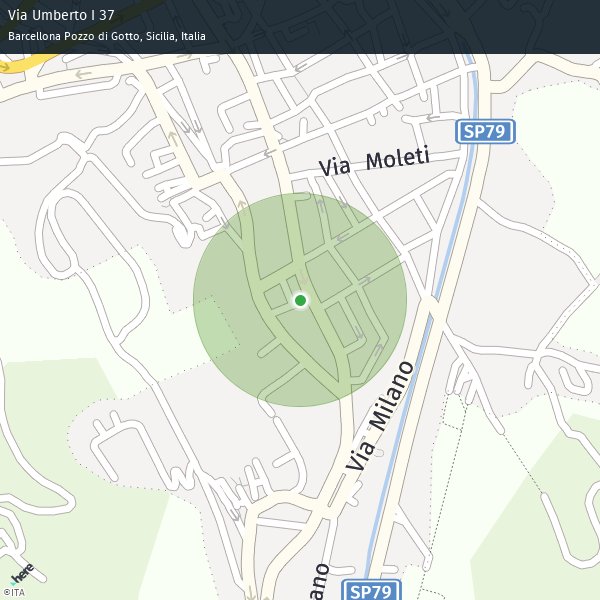 Via Umberto I 37
Barcellona Pozzo di Gotto, Sicilia, Italia
SP79
Via Moleti
Via Milano
ano
SP79
here
©ITA